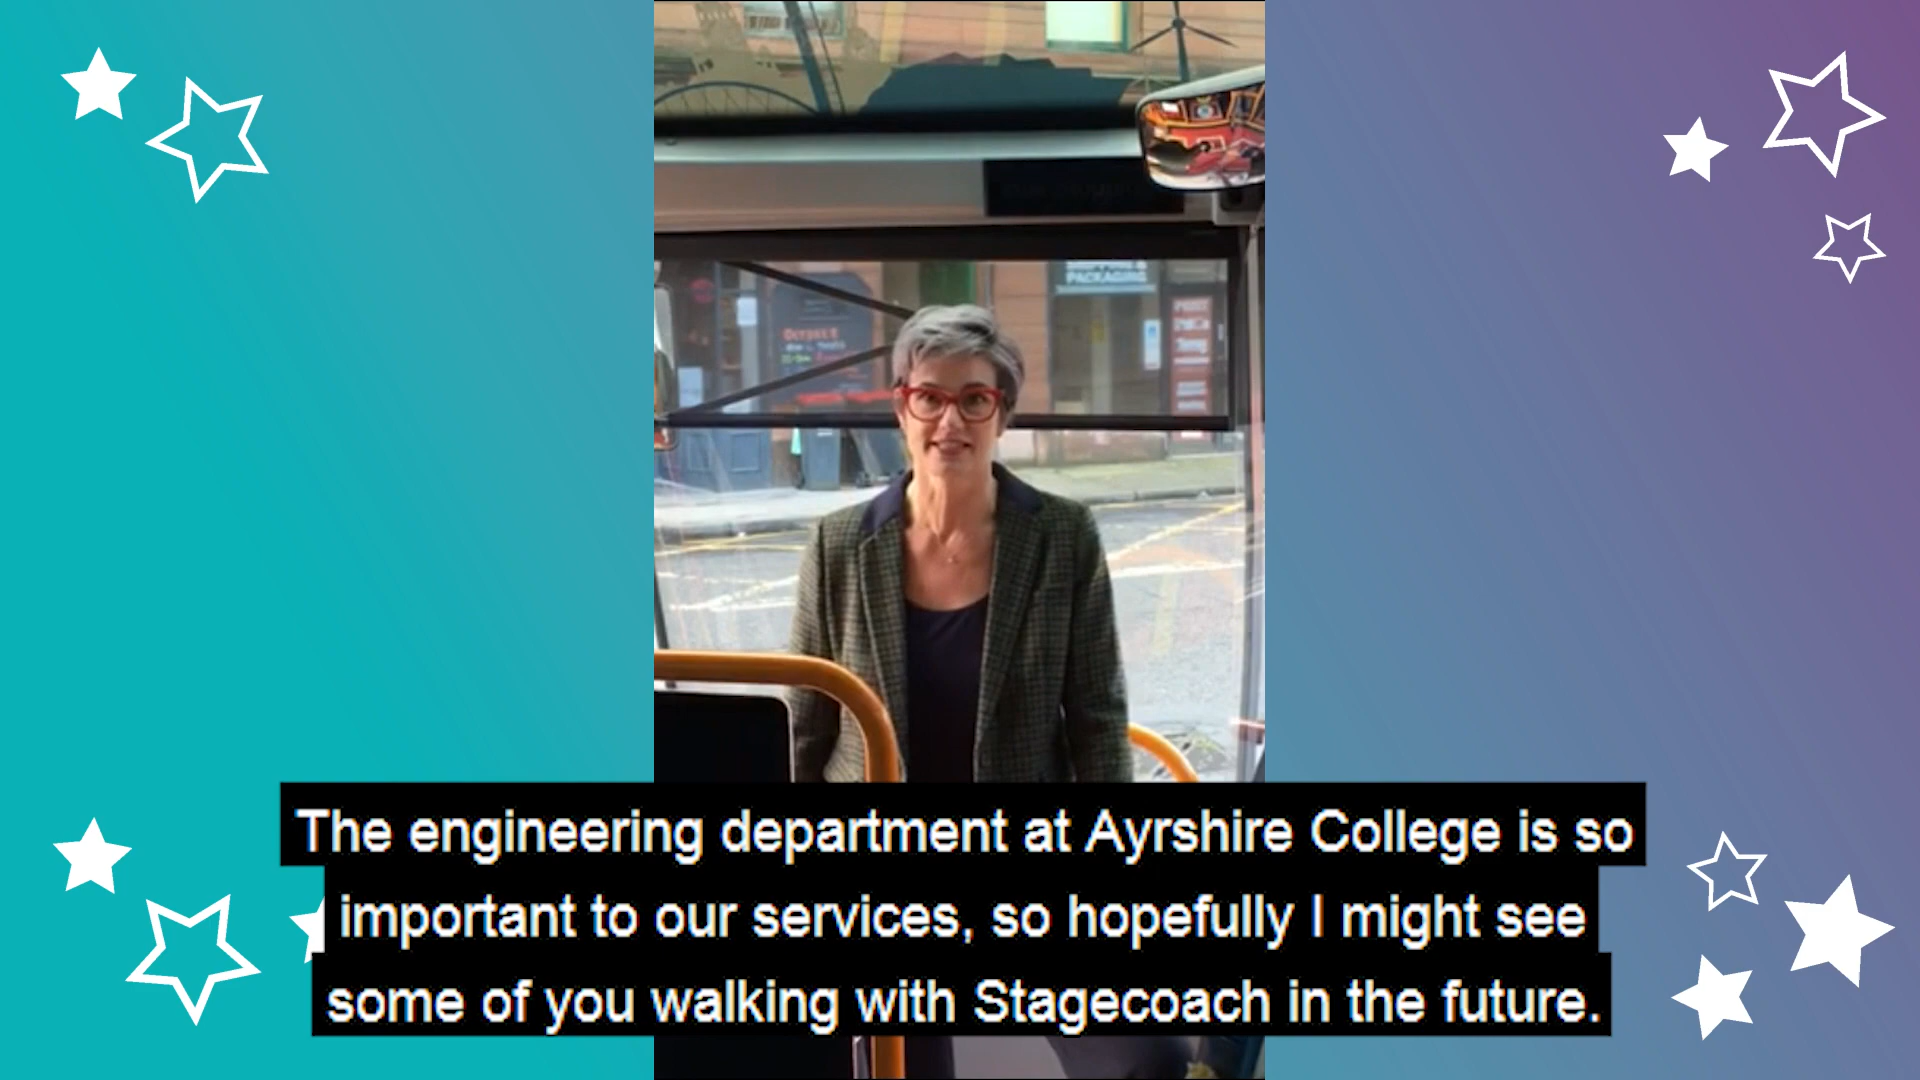 PACKAGING
The engineering department at Ayrshire College is so
important to our services, so hopefully I might see
some of you walking with Stagecoach in the future.